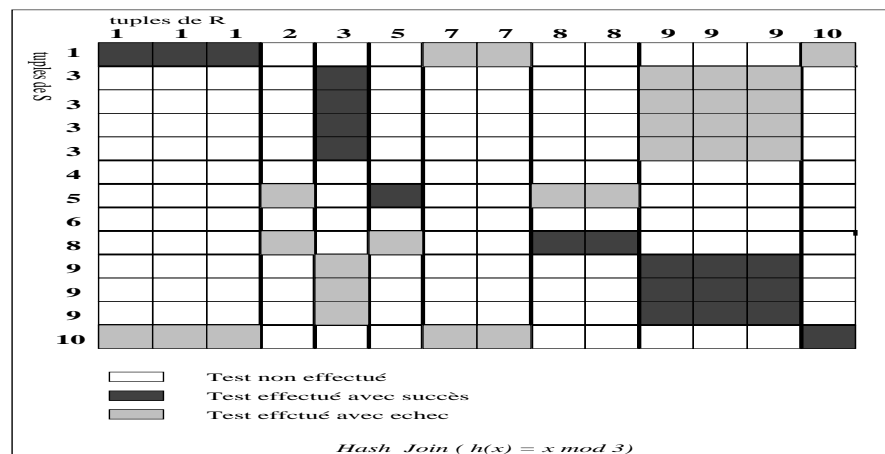 tuples de R
1 1 1 2 3 5 7 7 8 8 9 9 9 10
tuples de S
1
3
3
3
3
4
5
6
8
9
9
9
10
Test non effectué
Test effectué avec succès
Test effctué avec echec
Hash Join ( h(x) = x mod 3)